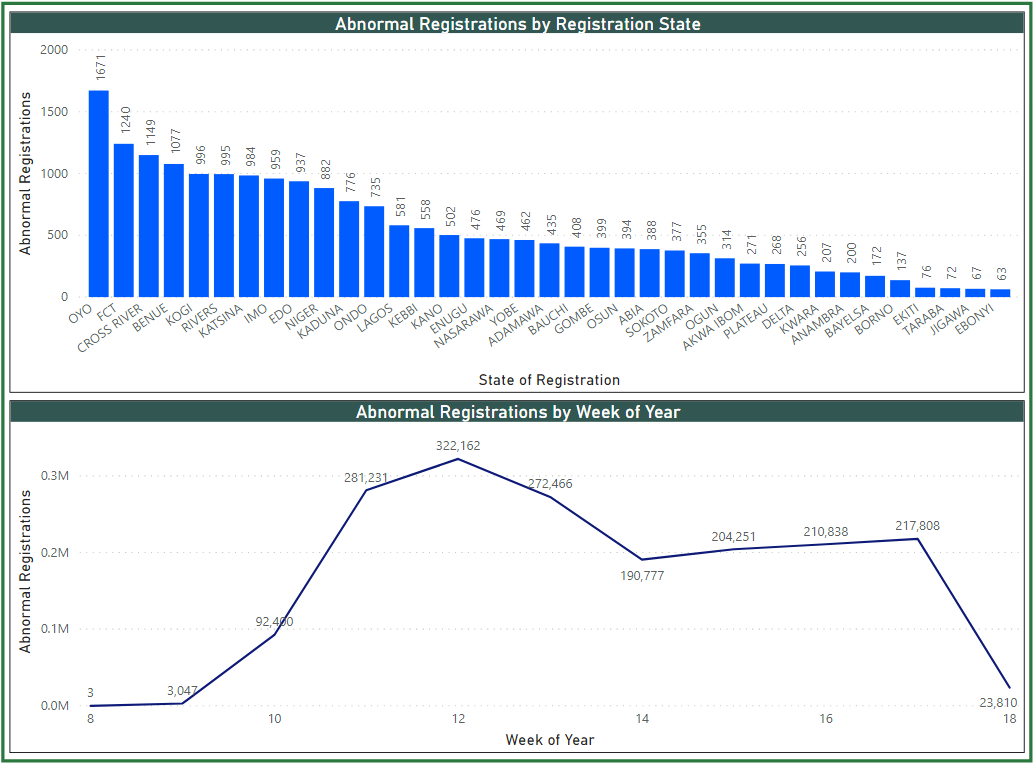 Abnormal Registrations by Registration State
Abnormal Registrations
2000
1500
1000
500
0
1671
1240
1149
1077
996
995
984
959
937
882
776
735
581
558
502
476
469
462
435
408
399
394
388
377
355
314
271
268
256
207
200
172
137
76
72
67
63
OYO
FCT
CROSS RIVER
BENUE
KOGI
RIVERS
KATSINA
IMO
EDO
NIGER
KADUNA
ONDO
LAGOS
KEBBI
KANO
ENUGU
NASARAWA
YOBE
ADAMAWA
BAUCHI
GOMBE
OSUN
ABIA
SOKOTO
ZAMFARA
OGUN
AKWA IBOM
PLATEAU
DELTA
KWARA
ANAMBRA
BAYELSA
BORNO
EKITI
TARABA
JIGAWA
EBONYI
State of Registration
Abnormal Registrations by Week of Year
Abnormal Registrations
0.3M
0.2M
0.1M
0.0M
3
3,047
92,400
281,231
322,162
272,466
190,777
204,251
210,838
217,808
23,810
8
10
12
14
16
18
Week of Year